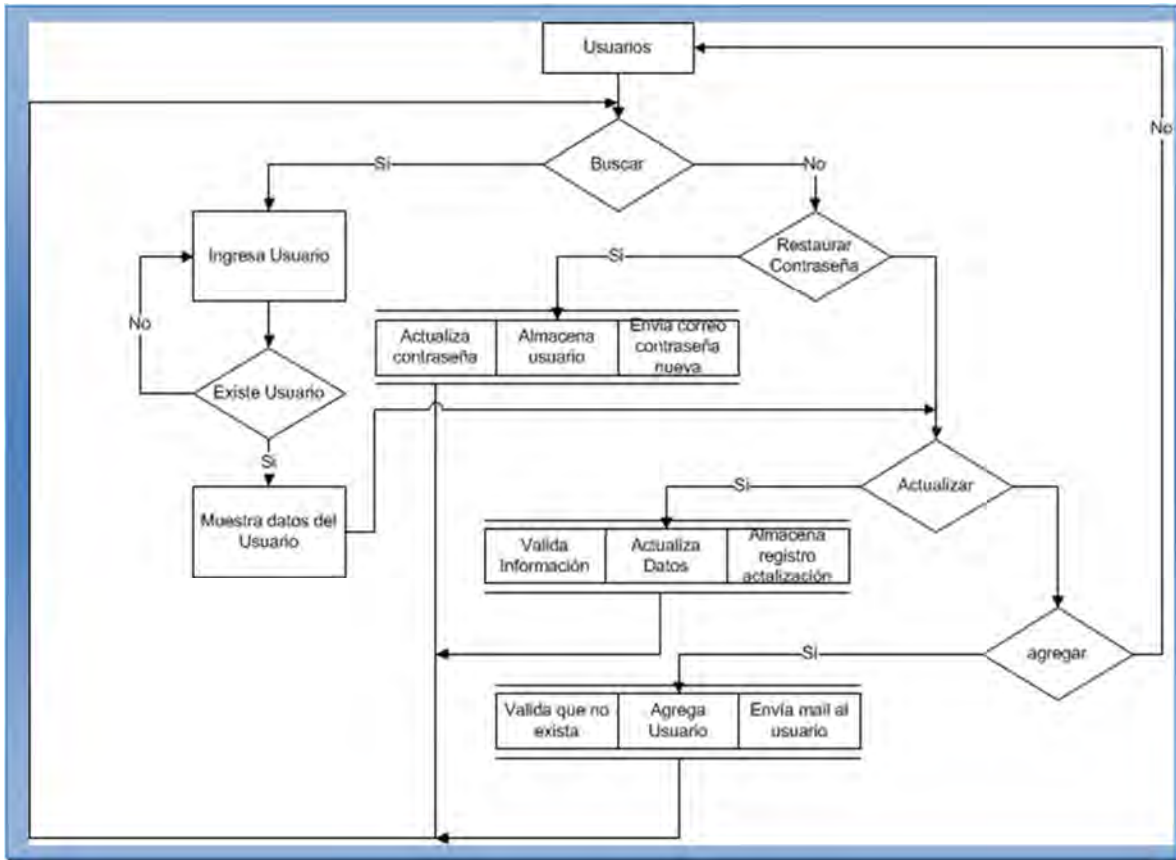 Usuarios
No
Buscar
Si
No
Ingresa Usuario
Restaurar
Contraseña
Si
No
Actualiza
contraseña
Almacena
usuario
Envía correo
contraseña
nueva
Existe Usuario
Si
Actualizar
Si
Muestra datos del
Usuario
Valida
Información
Actualiza
Datos
Almacena
registro
actalización
agregar
Si
Valida que no
exista
Agrega
Usuario
Envía mail al
usuario